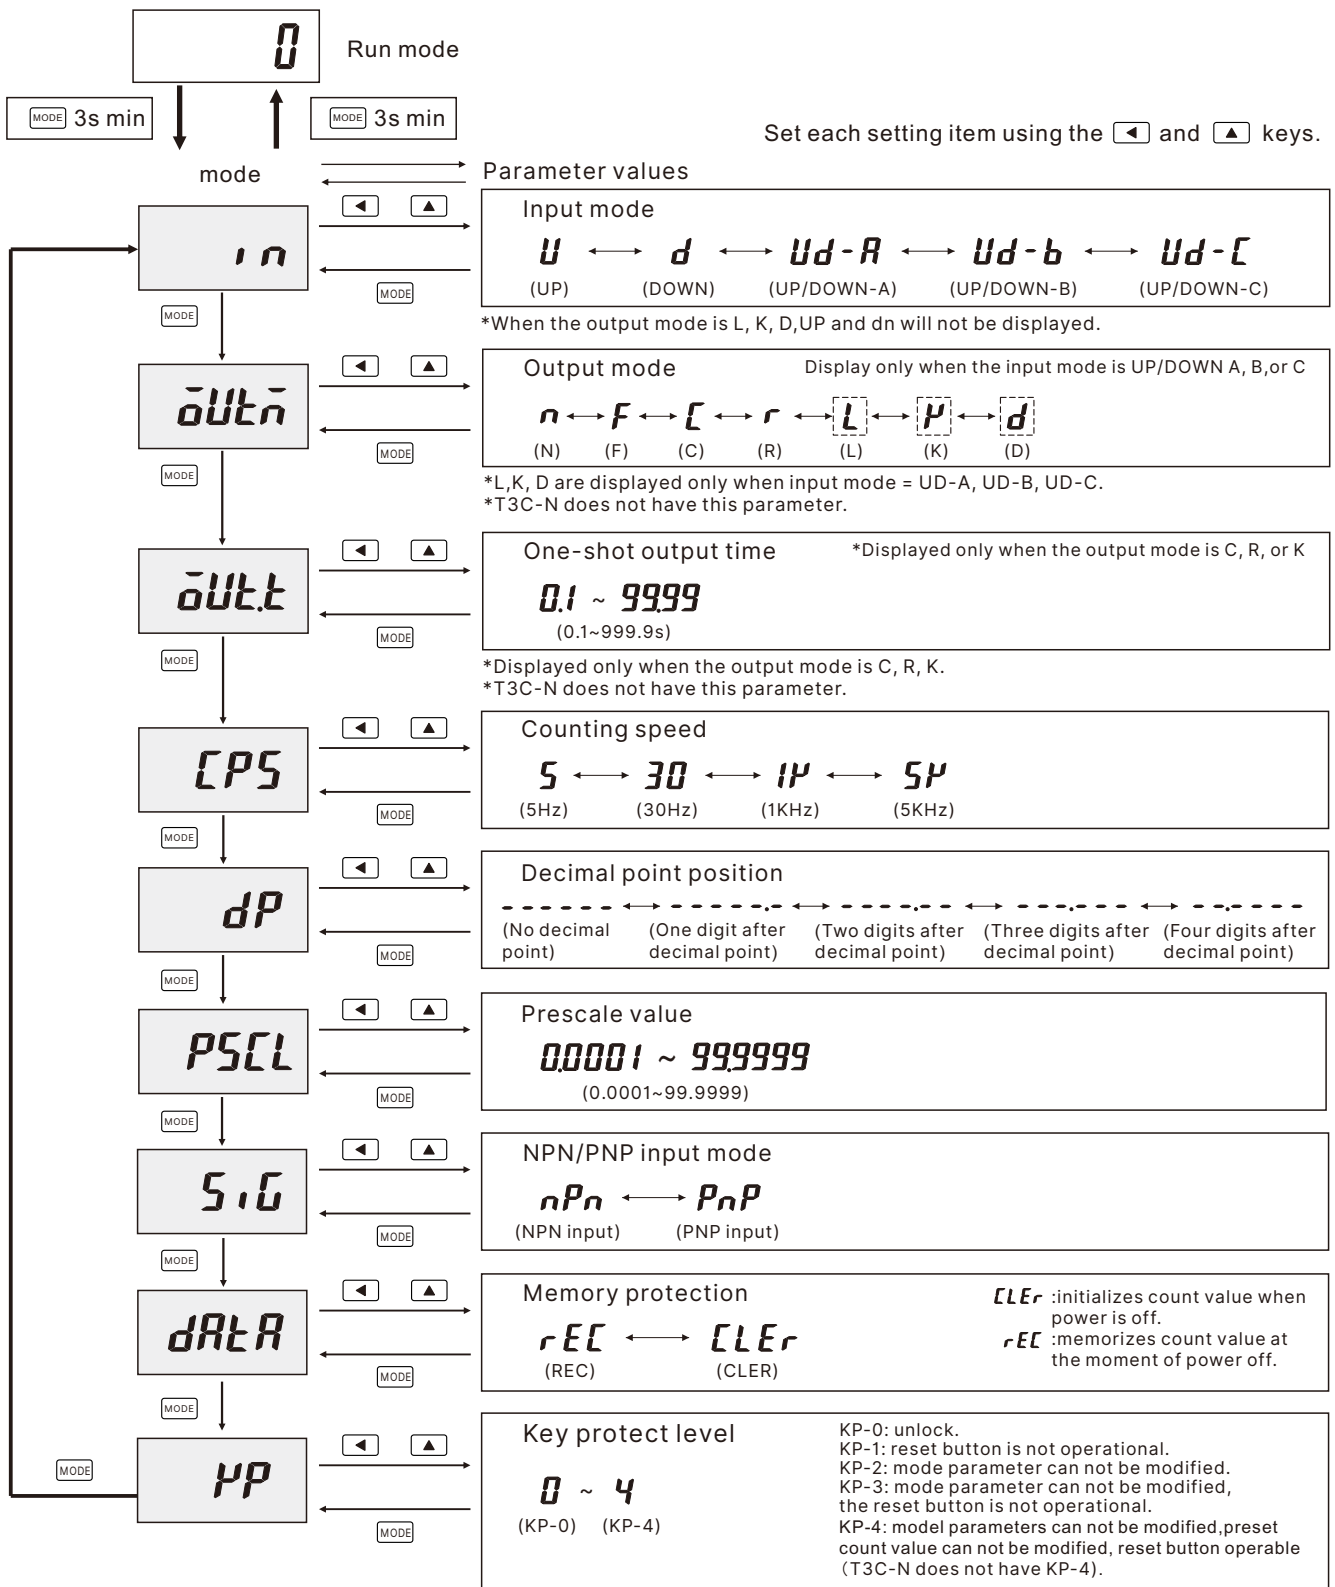 0 Run mode
MODE 3s min MODE 3s min
Set each setting item using the ◀ and ▲ keys.
mode Parameter values
in
Input mode
U d Ud-A Ud-b Ud-C
(UP) (DOWN) (UP/DOWN-A) (UP/DOWN-B) (UP/DOWN-C)
MODE
MODE
*When the output mode is L, K, D,UP and dn will not be displayed.
Output mode Display only when the input mode is UP/DOWN A, B,or C
n F C r L K d
(N) (F) (C) (R) (L) (K) (D)
MODE
MODE
*L,K, D are displayed only when input mode = UD-A, UD-B, UD-C.
*T3C-N does not have this parameter.
One-shot output time *Displayed only when the output mode is C, R, or K
oUt.t
0.1 ~ 99.99
(0.1~999.9s)
MODE
MODE
*Displayed only when the output mode is C, R, K.
*T3C-N does not have this parameter.
Counting speed
CPS
5 30 1K 5K
(5Hz) (30Hz) (1KHz) (5KHz)
MODE
MODE
Decimal point position
dP
------ -----.- ----.-- ---.--- --.----
(No decimal point) (One digit after decimal point) (Two digits after decimal point) (Three digits after decimal point) (Four digits after decimal point)
MODE
MODE
Prescale value
PSCL
0.0001 ~ 99.9999
(0.0001~99.9999)
MODE
MODE
NPN/PNP input mode
SiG
nPn PnP
(NPN input) (PNP input)
MODE
MODE
Memory protection
dAtA
rEC CLEr
(REC) (CLER)
CLEr :initializes count value when
power is off.
rEC :memorizes count value at
the moment of power off.
MODE
MODE
Key protect level
KP
0 ~ 4
(KP-0) (KP-4)
KP-0: unlock.
KP-1: reset button is not operational.
KP-2: mode parameter can not be modified.
KP-3: mode parameter can not be modified,
the reset button is not operational.
KP-4: model parameters can not be modified,preset
count value can not be modified, reset button operable
(T3C-N does not have KP-4).
MODE
MODE